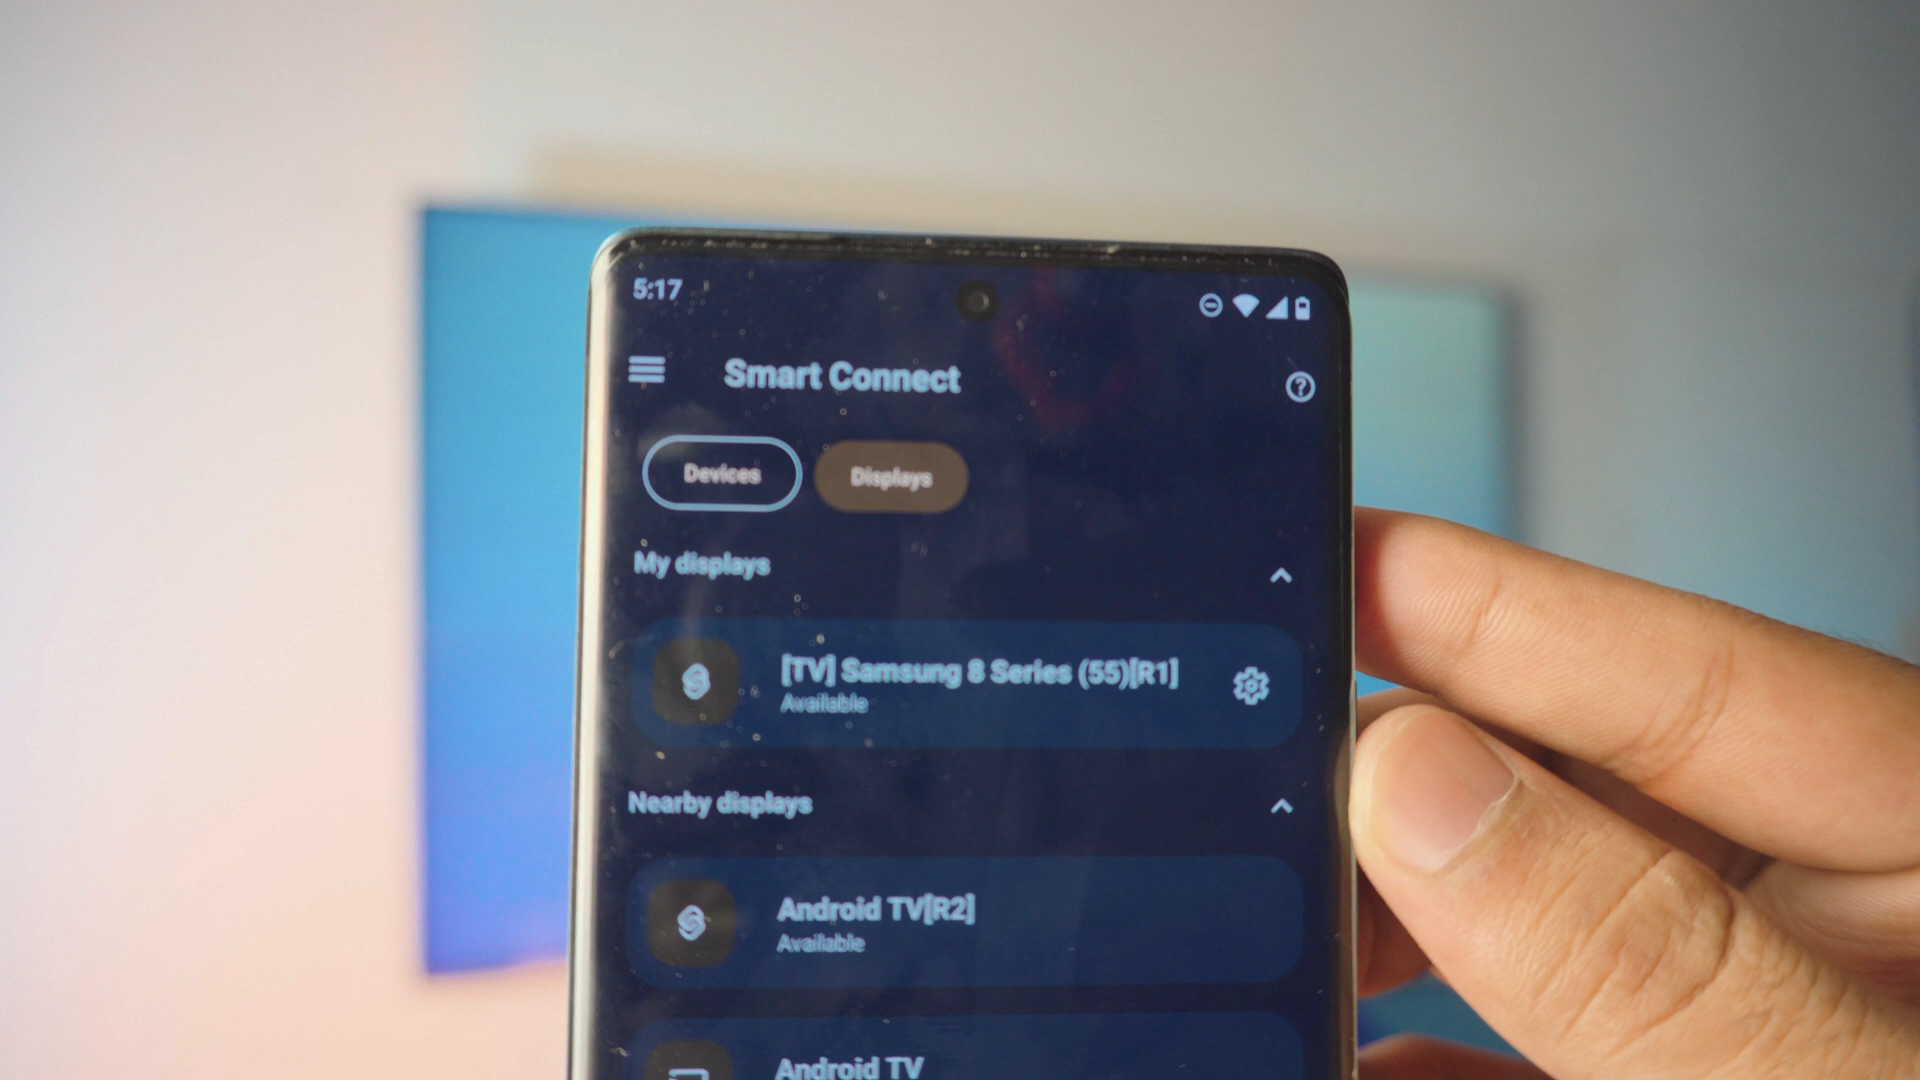 5:17
Smart Connect
Devices
Displays
My displays
[TV] Samsung 8 Series (55)[R1]
Available
Nearby displays
Android TV[R2]
Available
Android TV